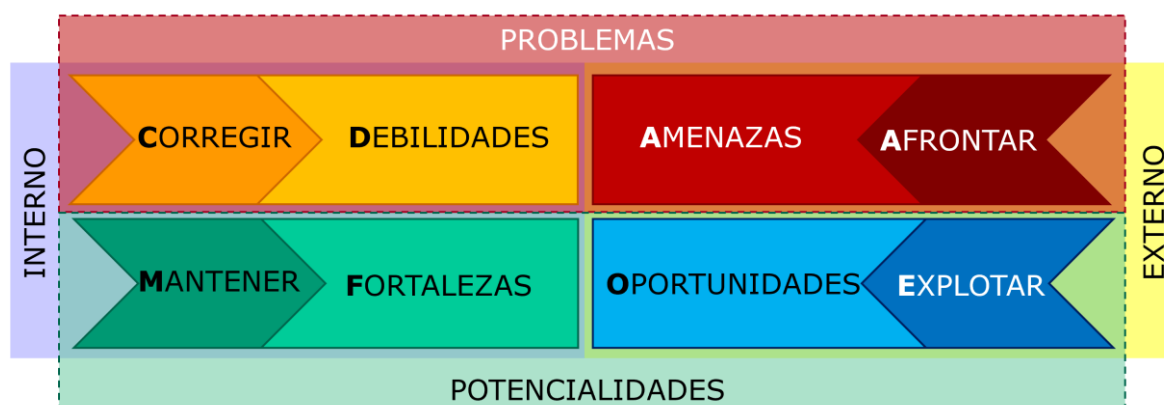 PROBLEMAS
INTERNO
CORREGIR
DEBILIDADES
AMENAZAS
AFRONTAR
EXTERNO
MANTENER
FORTALEZAS
OPORTUNIDADES
EXPLOTAR
POTENCIALIDADES